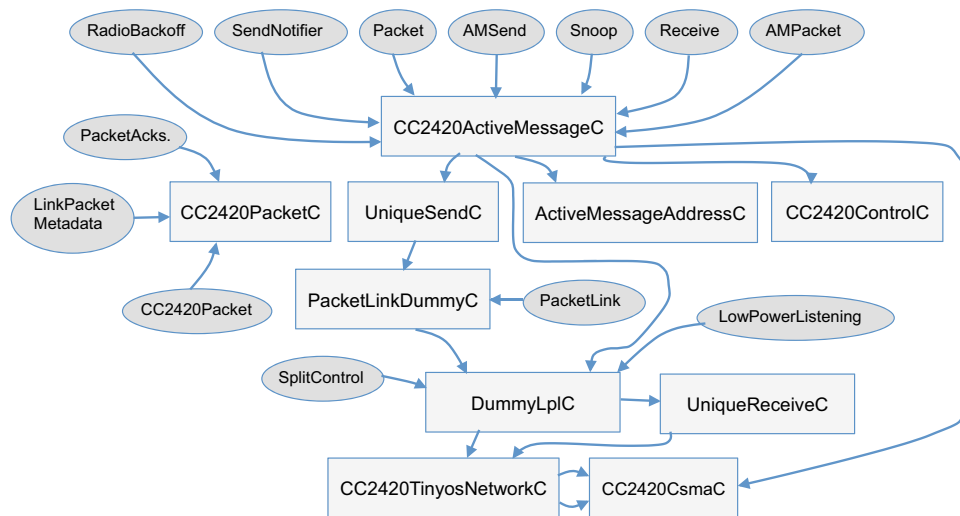 RadioBackoff
SendNotifier
Packet
AMSend
Snoop
Receive
AMPacket
CC2420ActiveMessageC
PacketAcks.
LinkPacket
Metadata
CC2420PacketC
UniqueSendC
ActiveMessageAddressC
CC2420ControlC
CC2420Packet
PacketLinkDummyC
PacketLink
LowPowerListening
SplitControl
DummyLplC
UniqueReceiveC
CC2420TinyosNetworkC
CC2420CsmaC